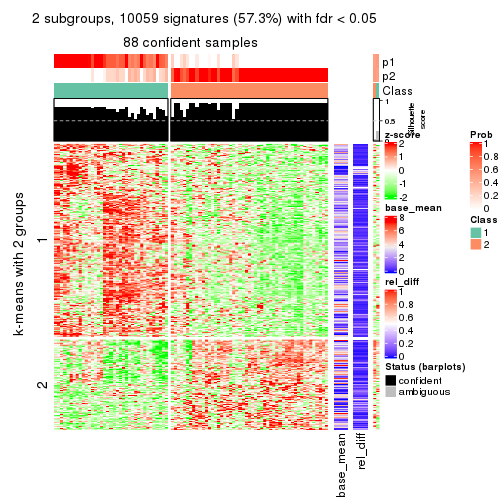 2 subgroups, 10059 signatures (57.3%) with fdr < 0.05
88 confident samples
p1
p2
Class
1
0.5
0
Silhouette
score
k-means with 2 groups
1
2
base_mean
rel_diff
z-score
2
1
0
-1
-2
base_mean
8
6
4
2
0
rel_diff
1
0.8
0.6
0.4
0.2
0
Status (barplots)
confident
ambiguous
Prob
1
0.8
0.6
0.4
0.2
0
Class
1
2